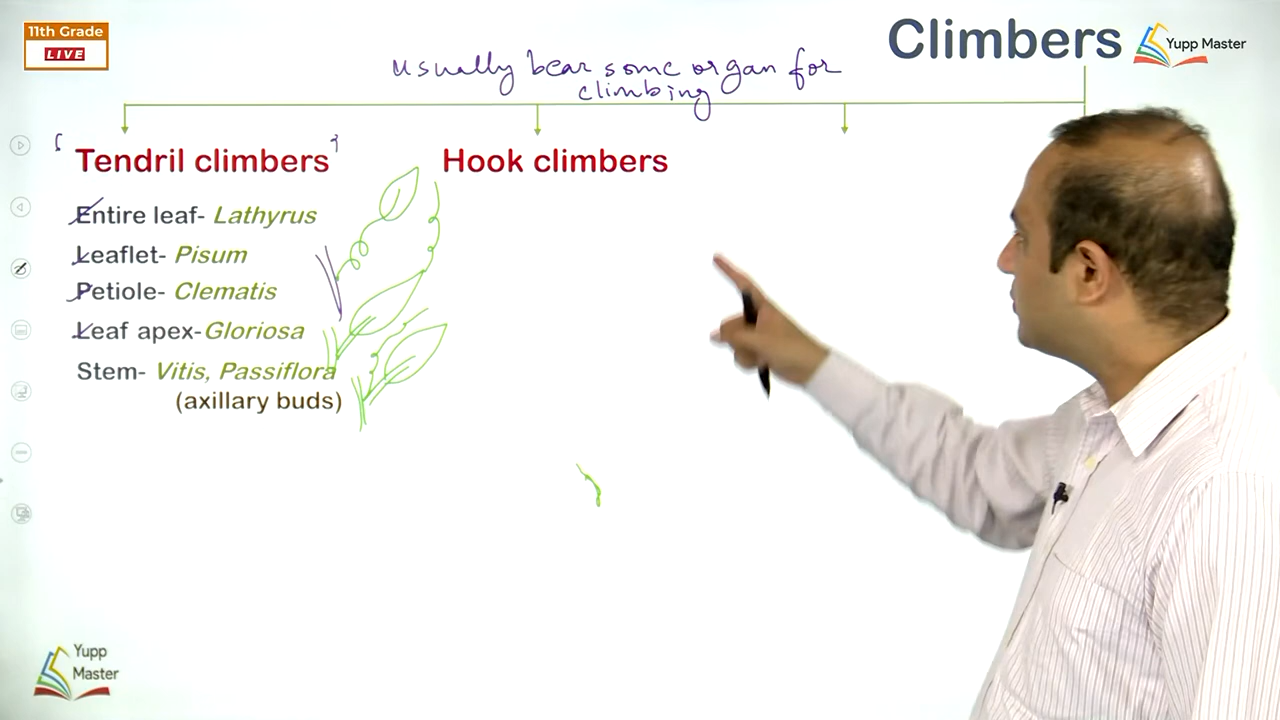 11th Grade
LIVE
Climbers
Yupp Master
usually bear some organ for
climbing
Tendril climbers
Hook climbers
Entire leaf- Lathyrus
Leaflet- Pisum
Petiole- Clematis
Leaf apex-Gloriosa
Stem- Vitis, Passiflora
(axillary buds)
Yupp
Master